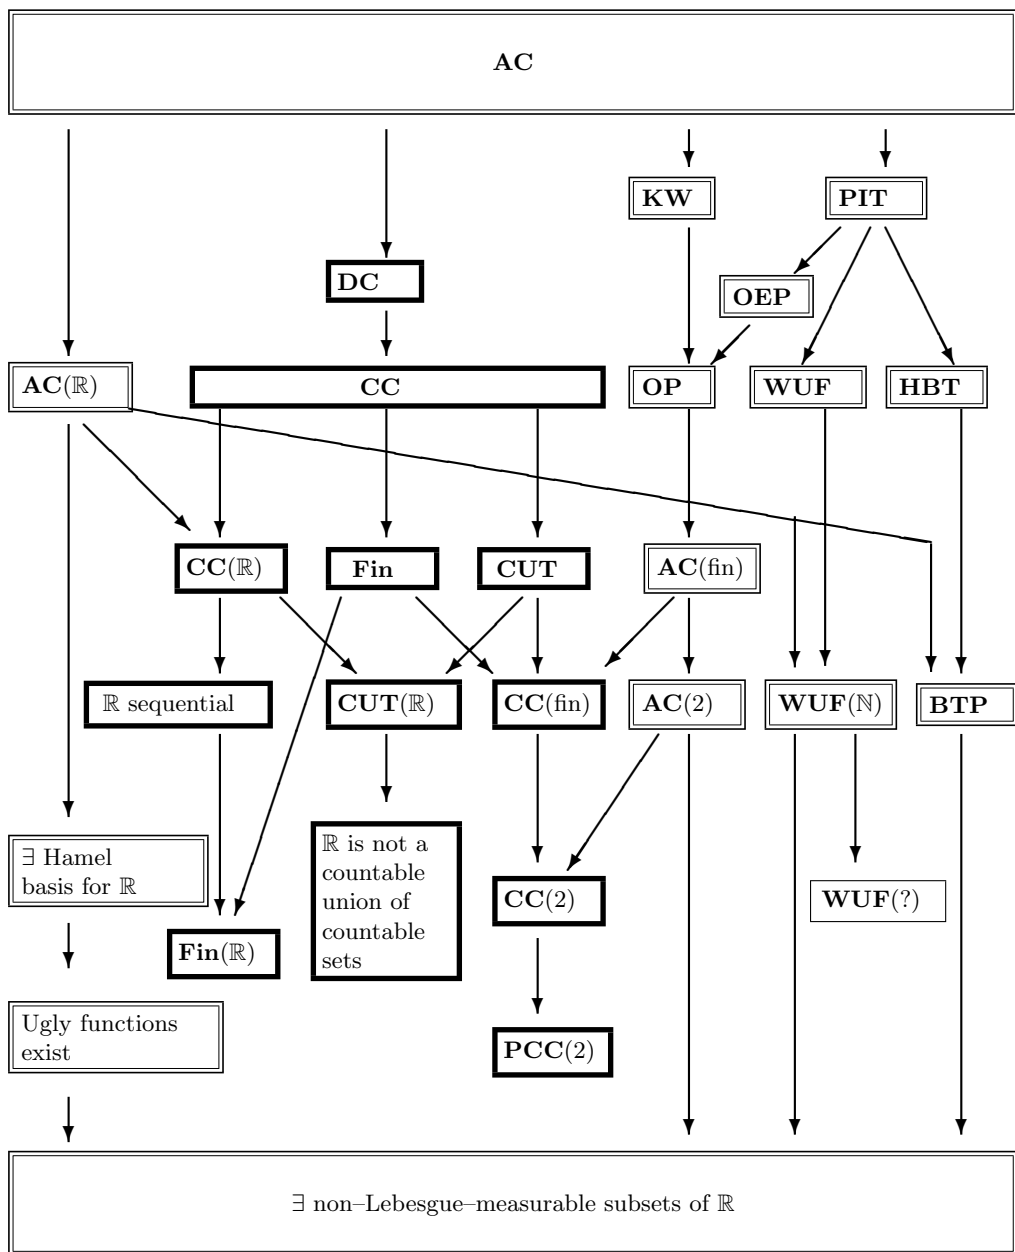 AC
KW
PIT
DC
OEP
AC(ℝ)
CC
OP
WUF
HBT
CC(ℝ)
Fin
CUT
AC(fin)
ℝ sequential
CUT(ℝ)
CC(fin)
AC(2)
WUF(ℕ)
BTP
∃ Hamel
basis for ℝ
ℝ is not a
countable
union of
countable
sets
CC(2)
WUF(?)
Fin(ℝ)
Ugly functions
exist
PCC(2)
∃ non–Lebesgue–measurable subsets of ℝ